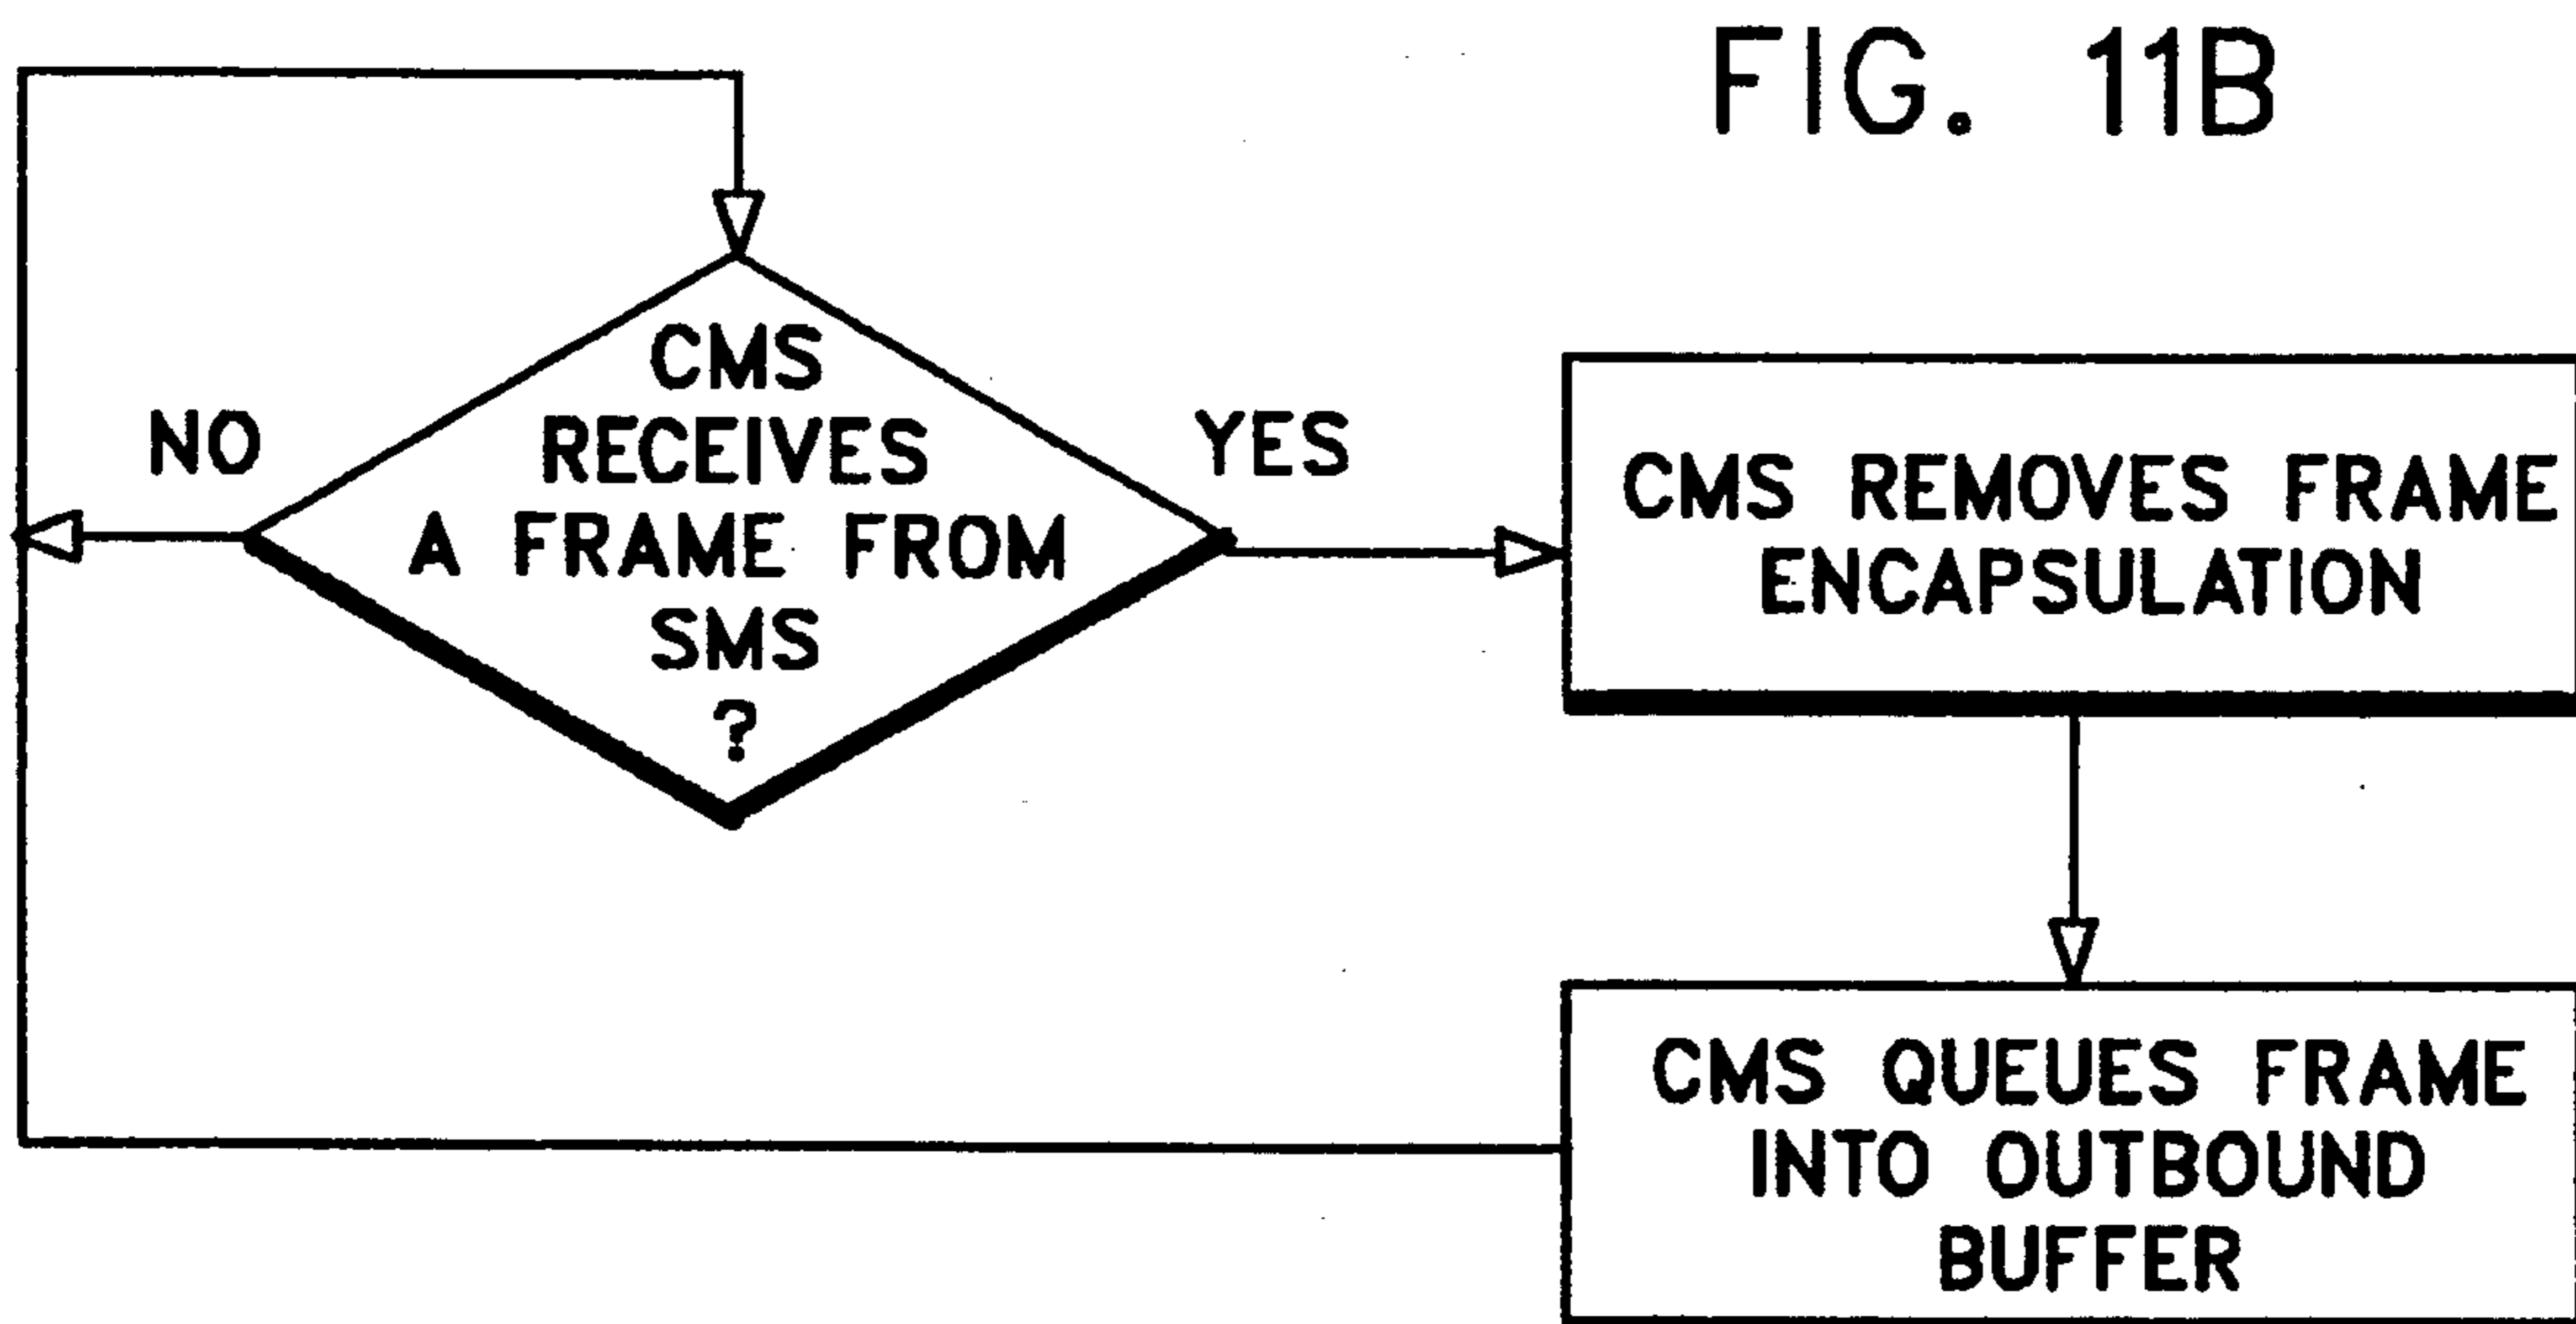 FIG. 11B
CMS
RECEIVES
A FRAME FROM
SMS
?
NO
YES
CMS REMOVES FRAME
ENCAPSULATION
CMS QUEUES FRAME
INTO OUTBOUND
BUFFER